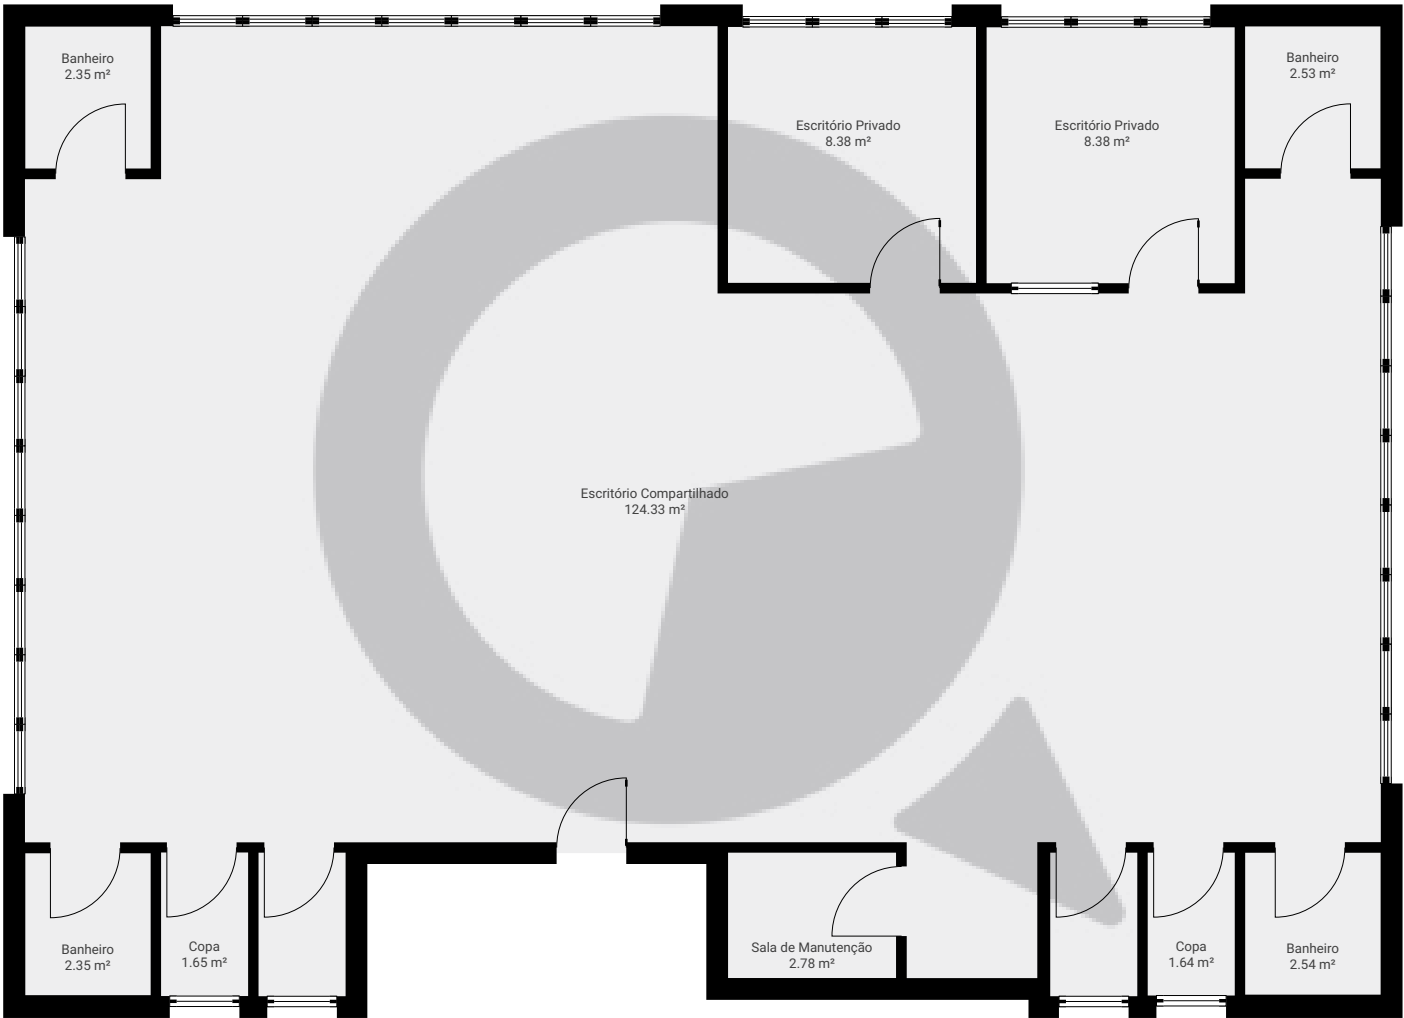 Banheiro
2.35 m²
Banheiro
2.53 m²
Escritório Privado
8.38 m²
Escritório Privado
8.38 m²
Escritório Compartilhado
124.33 m²
Banheiro
2.35 m²
Copa
1.65 m²
Sala de Manutenção
2.78 m²
Copa
1.64 m²
Banheiro
2.54 m²